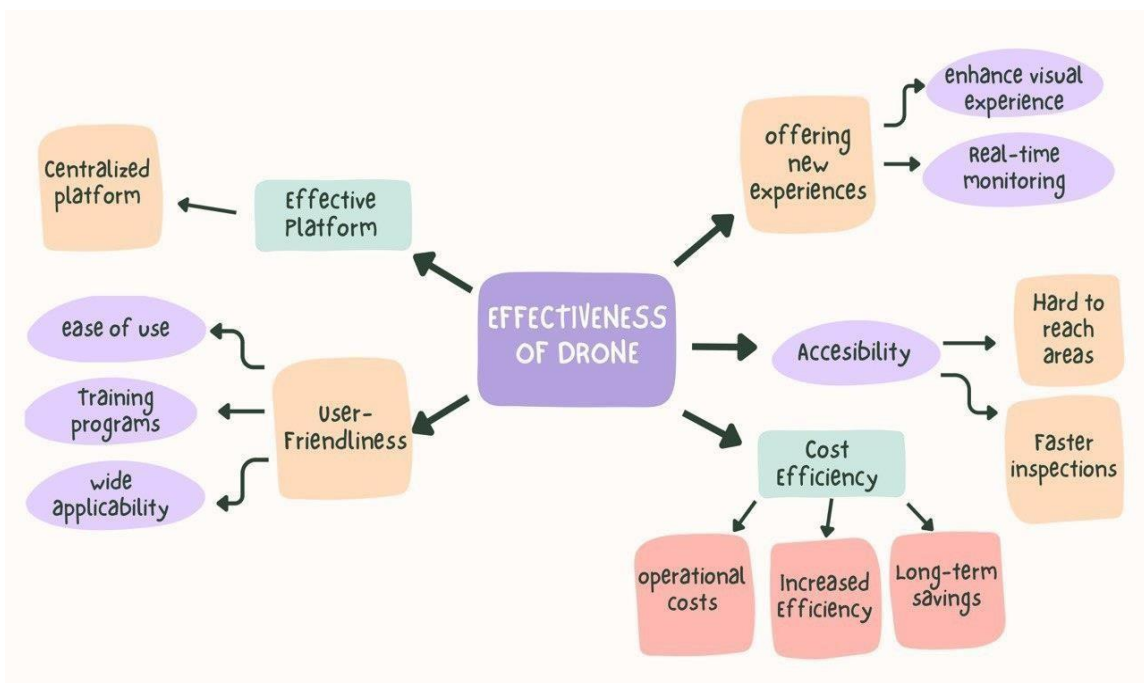 EFFECTIVENESS
OF DRONE
Effective
Platform
Centralized
platform
User-
Friendliness
ease of use
training
programs
wide
applicability
offering
new
experiences
enhance visual
experience
Real-time
monitoring
Accesibility
Hard to
reach
areas
Faster
inspections
Cost
Efficiency
operational
costs
Increased
Efficiency
Long-term
savings